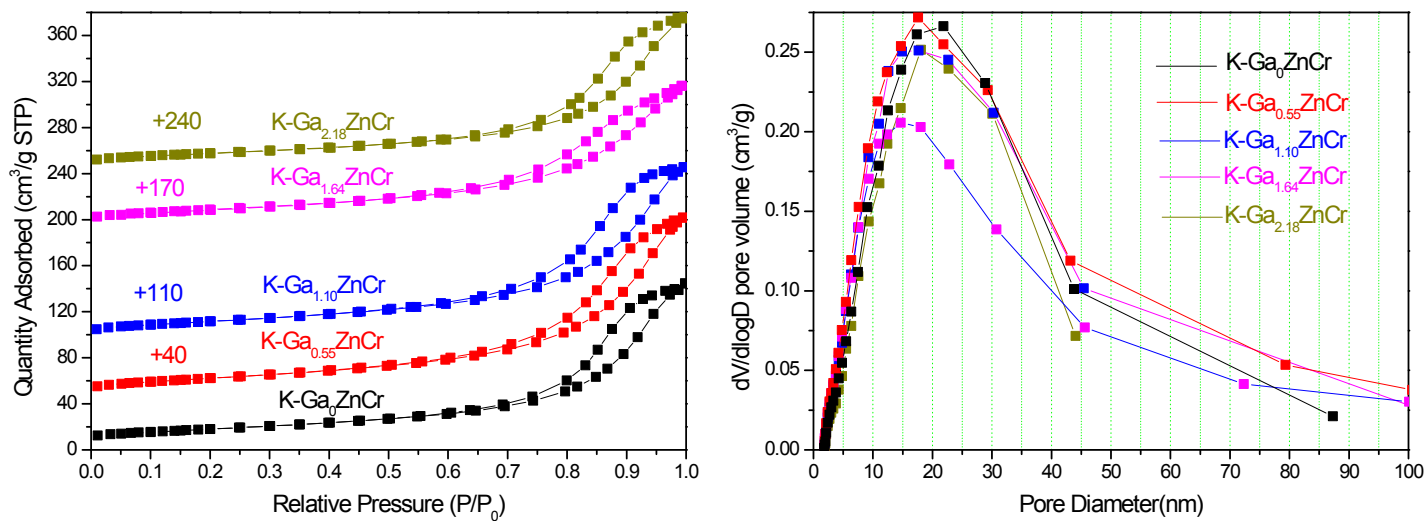 Quantity Adsorbed (cm³/g STP)
360
320
280
240
200
160
120
80
40
0
+240
K-Ga₂.₁₈ZnCr
+170
K-Ga₁.₆₄ZnCr
+110
K-Ga₁.₁₀ZnCr
+40
K-Ga₀.₅₅ZnCr
K-Ga₀ZnCr
0.0 0.1 0.2 0.3 0.4 0.5 0.6 0.7 0.8 0.9 1.0
Relative Pressure (P/P₀)
dV/dlogD pore volume (cm³/g)
0.25
0.20
0.15
0.10
0.05
0.00
K-Ga₀ZnCr
K-Ga₀.₅₅ZnCr
K-Ga₁.₁₀ZnCr
K-Ga₁.₆₄ZnCr
K-Ga₂.₁₈ZnCr
0 10 20 30 40 50 60 70 80 90 100
Pore Diameter(nm)